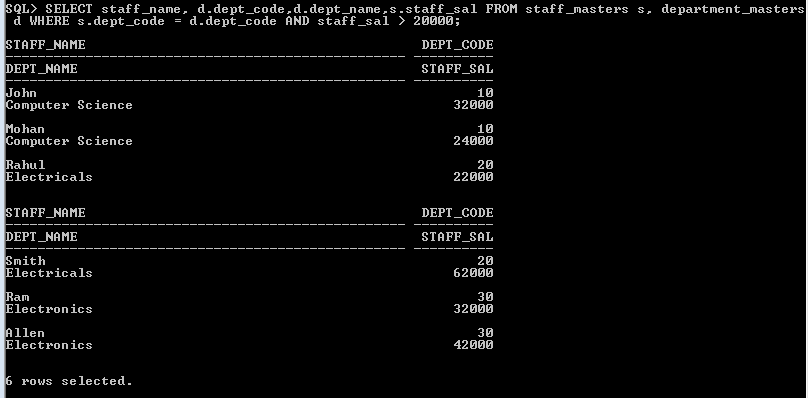 SQL> SELECT staff_name, d.dept_code,d.dept_name,s.staff_sal FROM staff_masters s, department_masters
d WHERE s.dept_code = d.dept_code AND staff_sal > 20000;
STAFF_NAME DEPT_CODE
DEPT_NAME STAFF_SAL
John 10
Computer Science 32000
Mohan 10
Computer Science 24000
Rahul 20
Electricals 22000
STAFF_NAME DEPT_CODE
DEPT_NAME STAFF_SAL
Smith 20
Electricals 62000
Ram 30
Electronics 32000
Allen 30
Electronics 42000
6 rows selected.